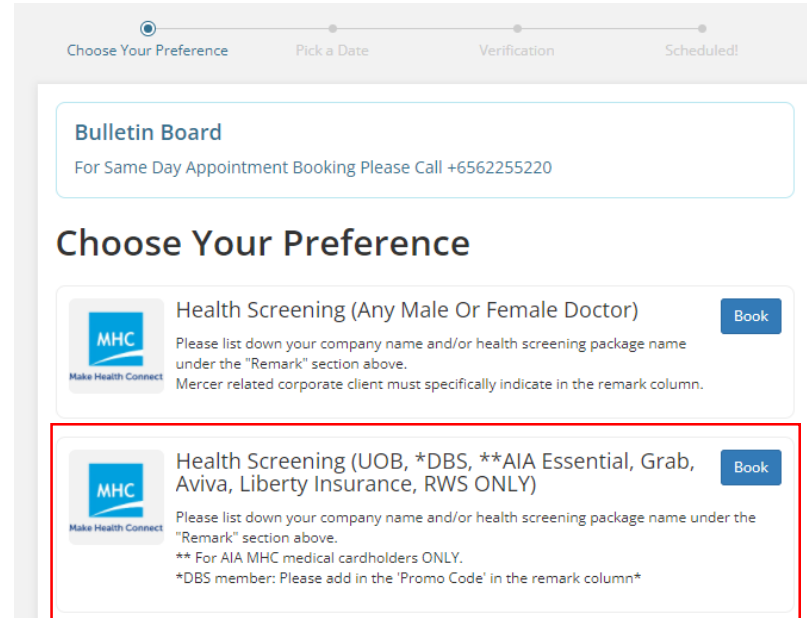 Choose Your Preference
Pick a Date
Verification
Scheduled!
Bulletin Board
For Same Day Appointment Booking Please Call +6562255220
Choose Your Preference
MHC
Make Health Connect
Health Screening (Any Male Or Female Doctor)
Book
Please list down your company name and/or health screening package name
under the "Remark" section above.
Mercer related corporate client must specifically indicate in the remark column.
MHC
Make Health Connect
Health Screening (UOB, *DBS, **AIA Essential, Grab,
Aviva, Liberty Insurance, RWS ONLY)
Book
Please list down your company name and/or health screening package name under the
"Remark" section above.
** For AIA MHC medical cardholders ONLY.
*DBS member: Please add in the 'Promo Code' in the remark column*